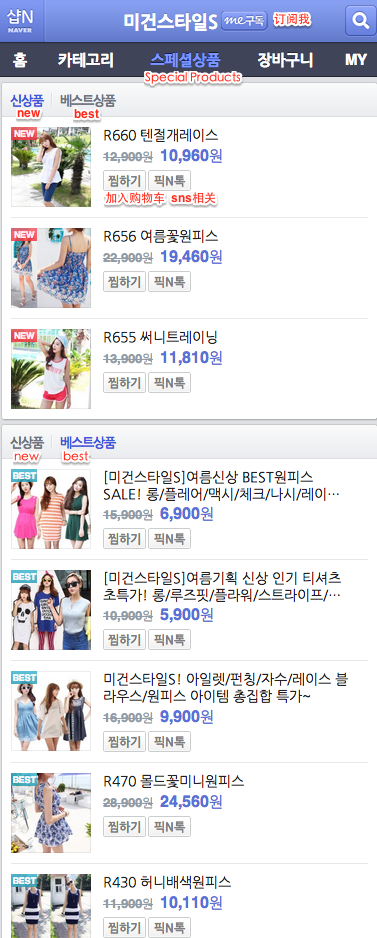 샵N
NAVER
미건스타일S
me구독
订阅我
홈 카테고리 스페셜상품 장바구니 MY
Special Products
신상품 베스트상품
new best
NEW
R660 텐절개레이스
12,900원 10,960원
찜하기 픽N톡
加入购物车 sns相关
NEW
R656 여름꽃원피스
22,900원 19,460원
찜하기 픽N톡
NEW
R655 써니트레이닝
13,900원 11,810원
찜하기 픽N톡
신상품 베스트상품
new best
BEST
[미건스타일S]여름신상 BEST원피스
SALE! 롱/플레어/맥시/체크/나시/레이…
15,900원 6,900원
찜하기 픽N톡
BEST
[미건스타일S]여름기획 신상 인기 티셔츠
초특가! 롱/루즈핏/플라워/스트라이프/…
10,900원 5,900원
찜하기 픽N톡
BEST
미건스타일S! 아일렛/펀칭/자수/레이스 블
라우스/원피스 아이템 총집합 특가~
16,900원 9,900원
찜하기 픽N톡
BEST
R470 몰드꽃미니원피스
28,900원 24,560원
찜하기 픽N톡
BEST
R430 허니배색원피스
11,900원 10,110원
찜하기 픽N톡